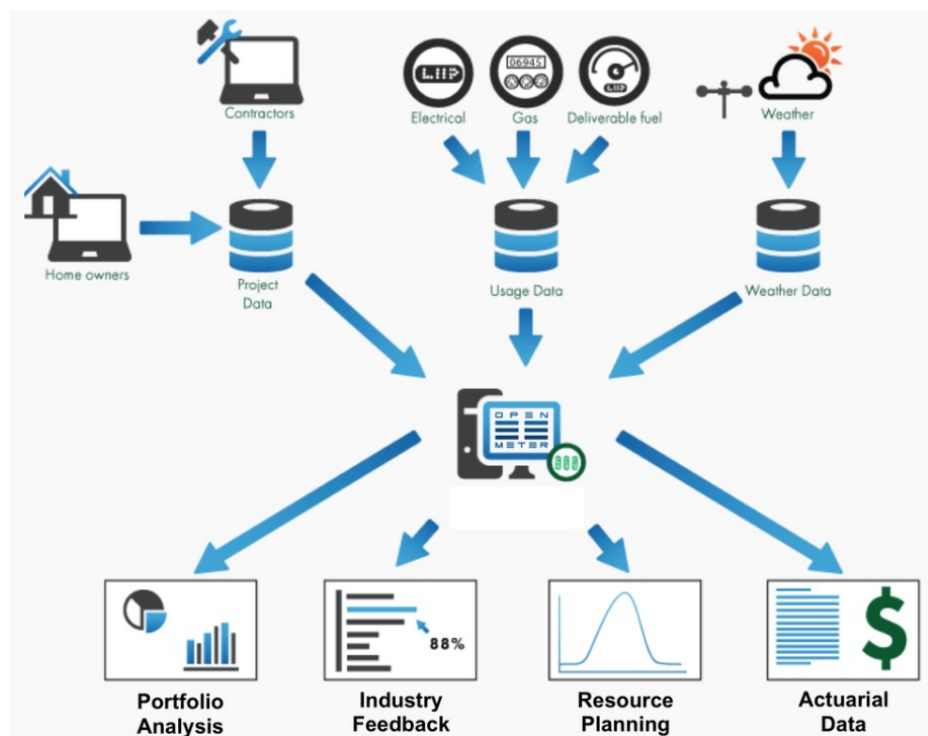 Contractors
Electrical
Gas
06945
Deliverable fuel
Weather
Home owners
Project
Data
Usage Data
Weather Data
OPEN
METER
88%
Portfolio
Analysis
Industry
Feedback
Resource
Planning
Actuarial
Data
$